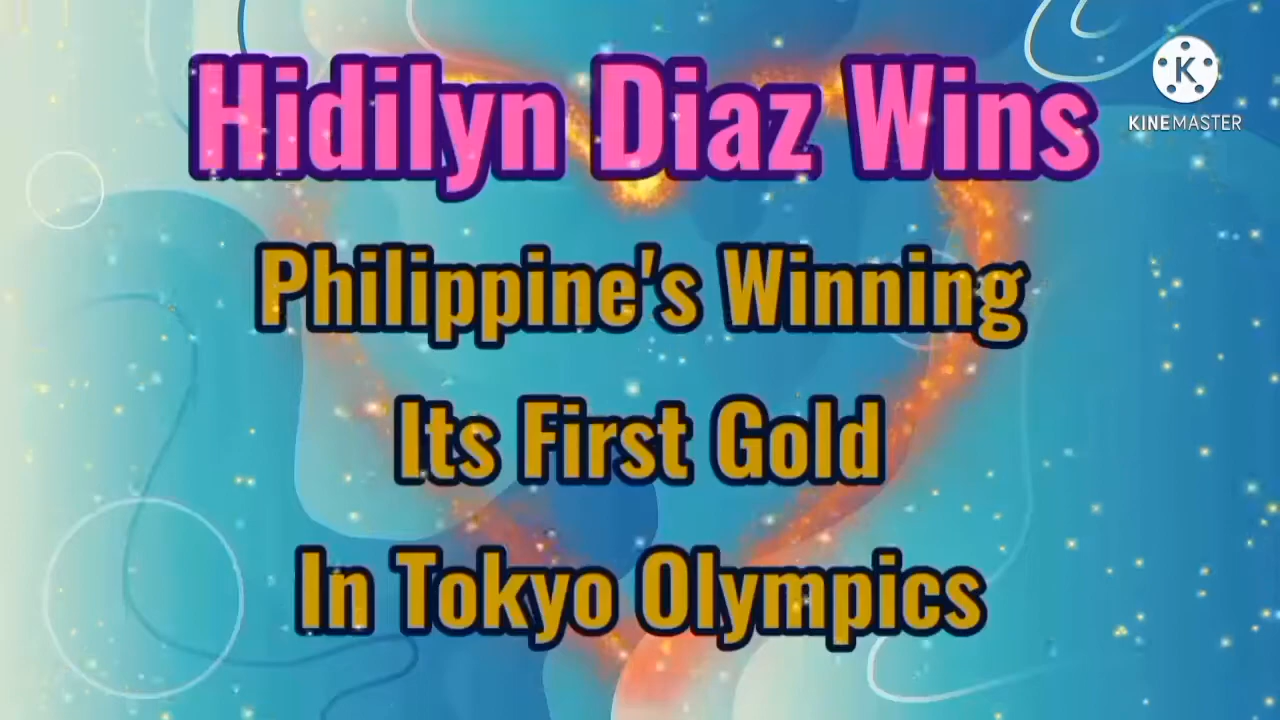 Hidilyn Diaz Wins
K
KINEMASTER
Philippine's Winning
Its First Gold
In Tokyo Olympics